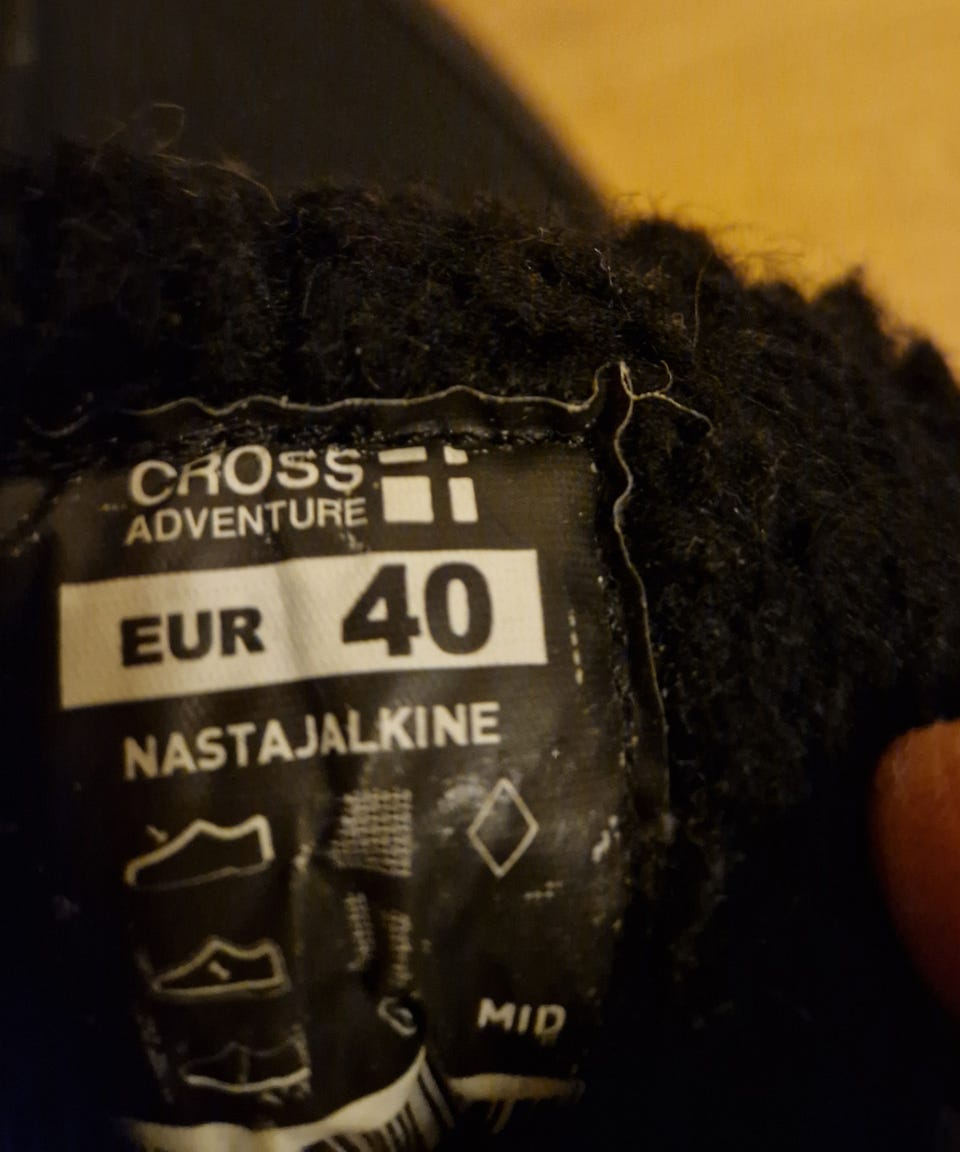 CROSS
ADVENTURE
EUR 40
NASTAJALKINE
MID